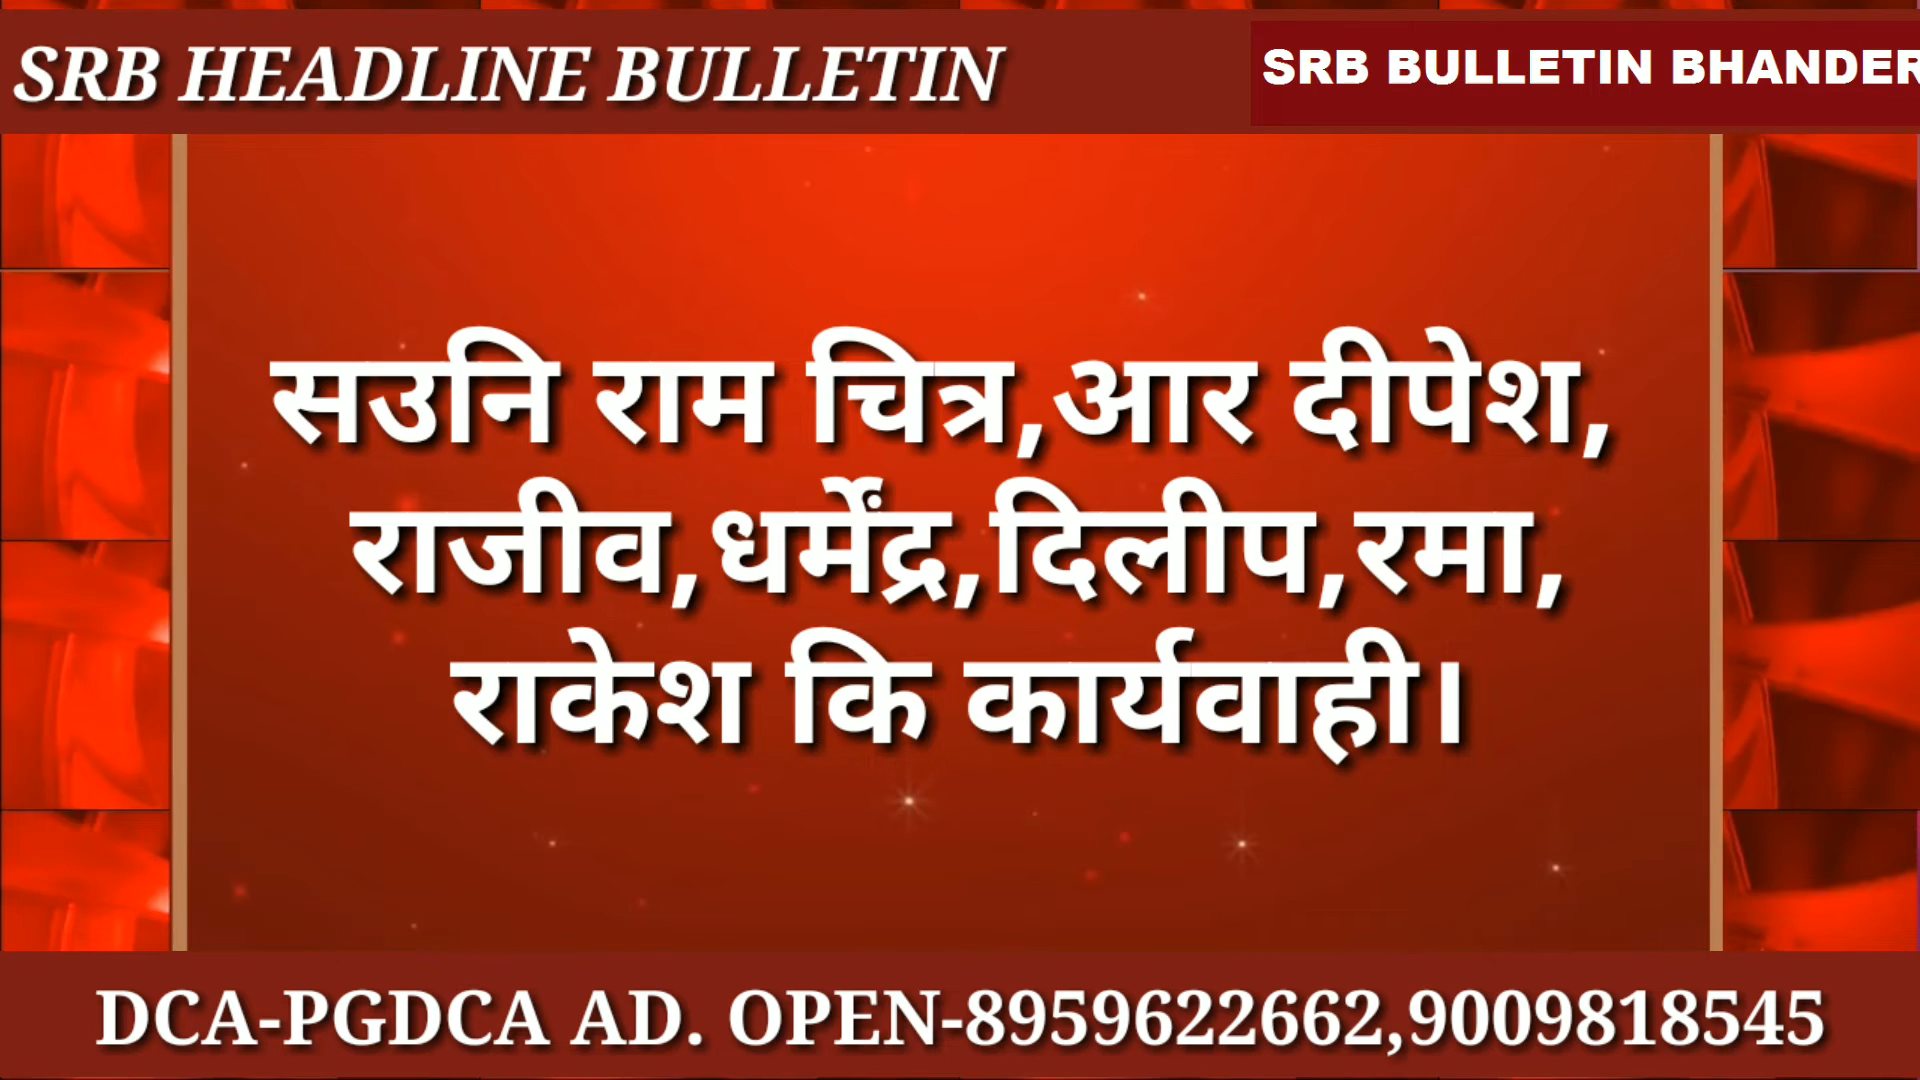 SRB HEADLINE BULLETIN
SRB BULLETIN BHANDER
सउनि राम चित्र,आर दीपेश,
राजीव,धर्मेंद्र,दिलीप,रमा,
राकेश कि कार्यवाही।
DCA-PGDCA AD. OPEN-8959622662,9009818545